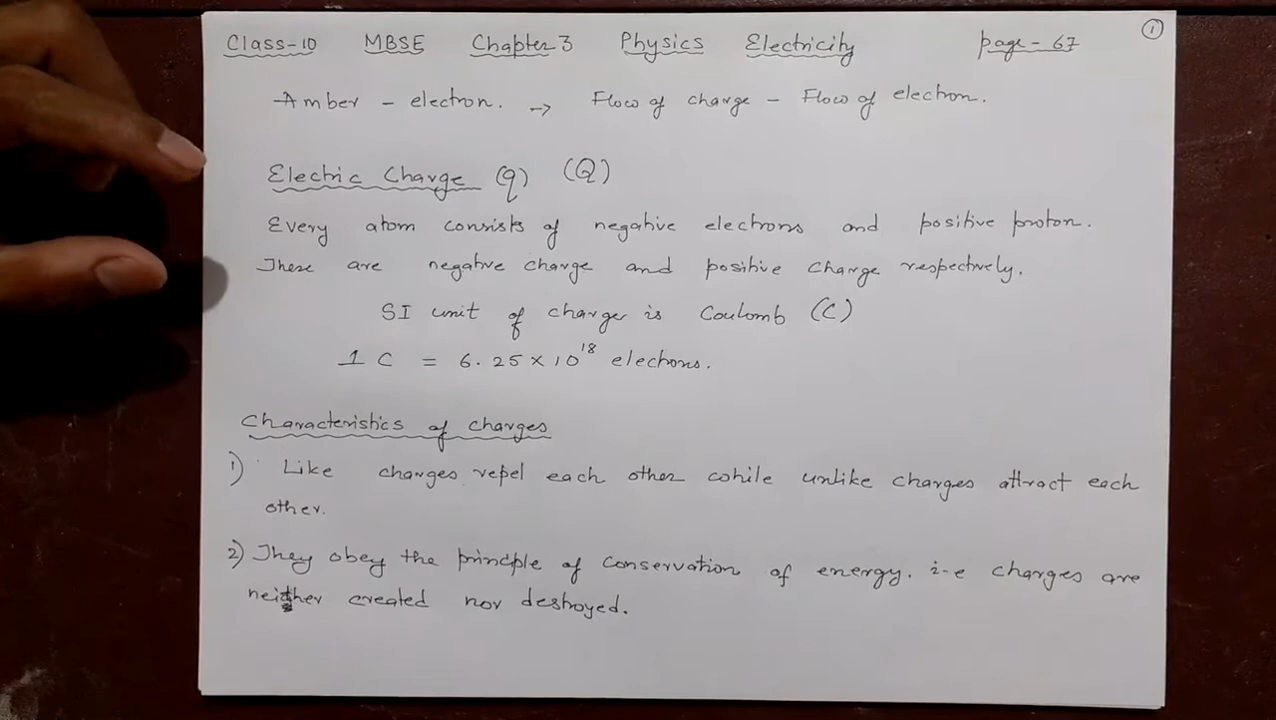 Class-10 MBSE Chapter 3 Physics Electricity page-67 1
Amber - electron. → Flow of charge - Flow of electron.
Electric Charge (q) (Q)
Every atom consists of negative electrons and positive proton.
These are negative charge and positive charge respectively.
SI unit of charges is Coulomb (C)
1 C = 6.25 × 10¹⁸ electrons.
Characteristics of charges
1) Like charges repel each other while unlike charges attract each
other.
2) They obey the principle of conservation of energy. i-e charges are
neither created nor destroyed.